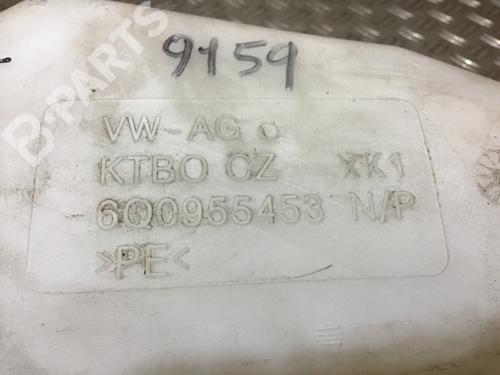 B-PARTS
9159
VW AG
KTBO CZ XK1
6Q0955453 N/P
>PE<